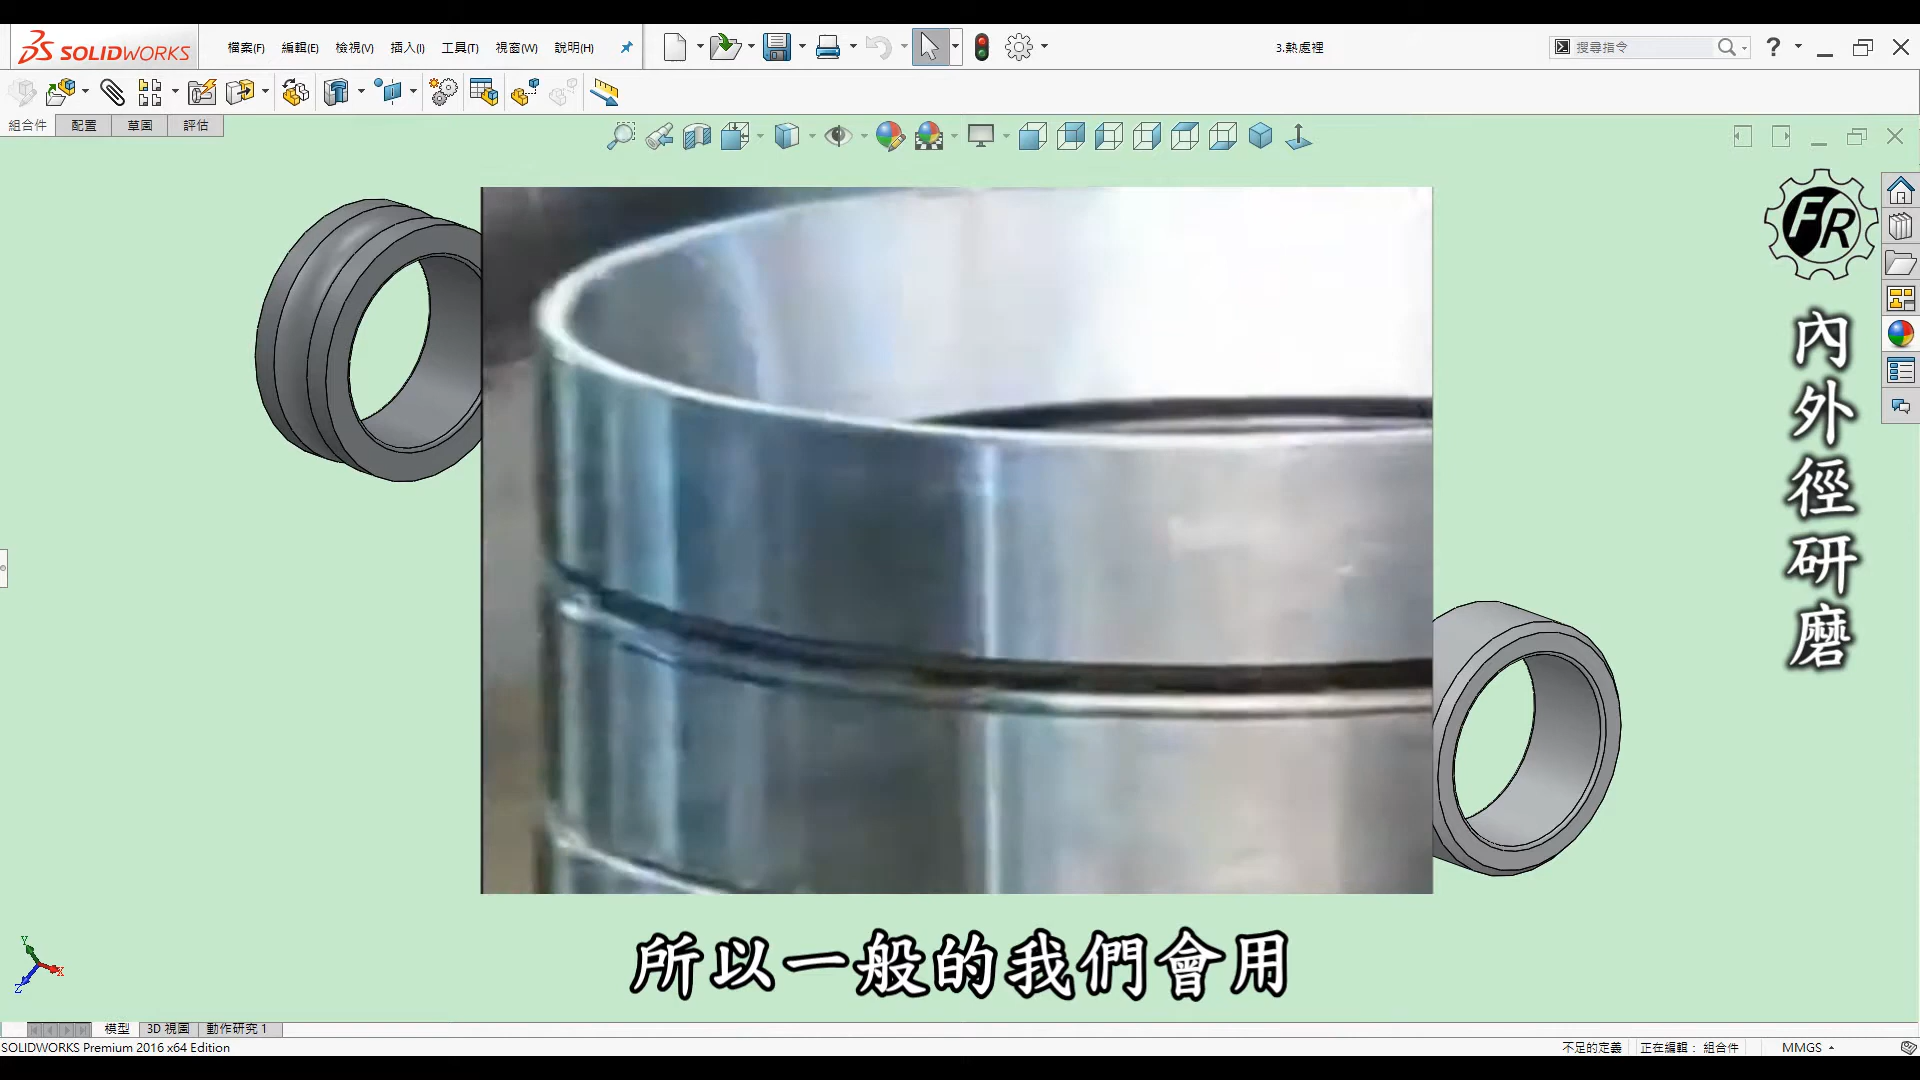 SOLIDWORKS 檔案(F) 編輯(E) 檢視(V) 插入(I) 工具(T) 視窗(W) 說明(H) 3.熱處裡 搜尋指令 ?
組合件 配置 草圖 評估
FR
內外徑研磨
所以一般的我們會用
Y
X
Z
模型 3D 視圖 動作研究 1
SOLIDWORKS Premium 2016 x64 Edition 不足的定義 正在編輯： 組合件 MMGS